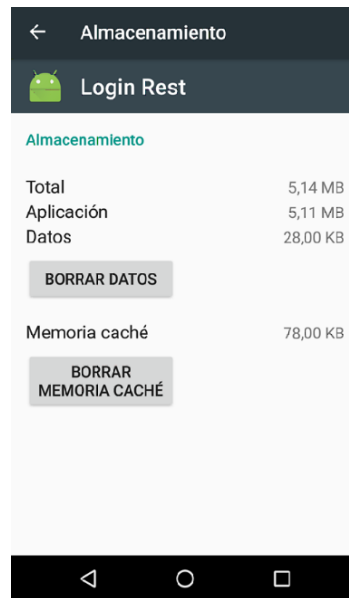 Almacenamiento
Login Rest
Almacenamiento
Total 5,14 MB
Aplicación 5,11 MB
Datos 28,00 KB
BORRAR DATOS
Memoria caché 78,00 KB
BORRAR
MEMORIA CACHÉ